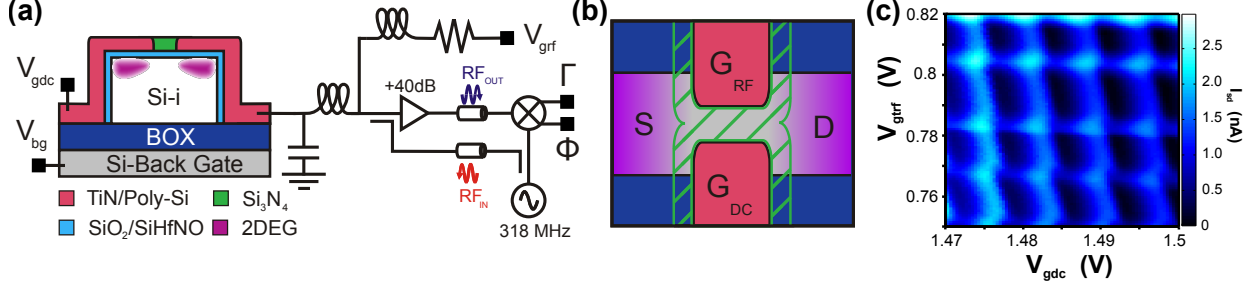 (a)
V_gdc
V_bg
Si-i
BOX
Si-Back Gate
TiN/Poly-Si
Si₃N₄
SiO₂/SiHfNO
2DEG
V_grf
+40dB
RF_OUT
RF_IN
Γ
Φ
318 MHz
(b)
G_RF
S
D
G_DC
(c)
V_gtrf (V)
0.82
0.8
0.78
0.76
1.47
1.48
1.49
1.5
V_gdc (V)
2.5
2.0
1.5
1.0
0.5
0
I_sd (nA)